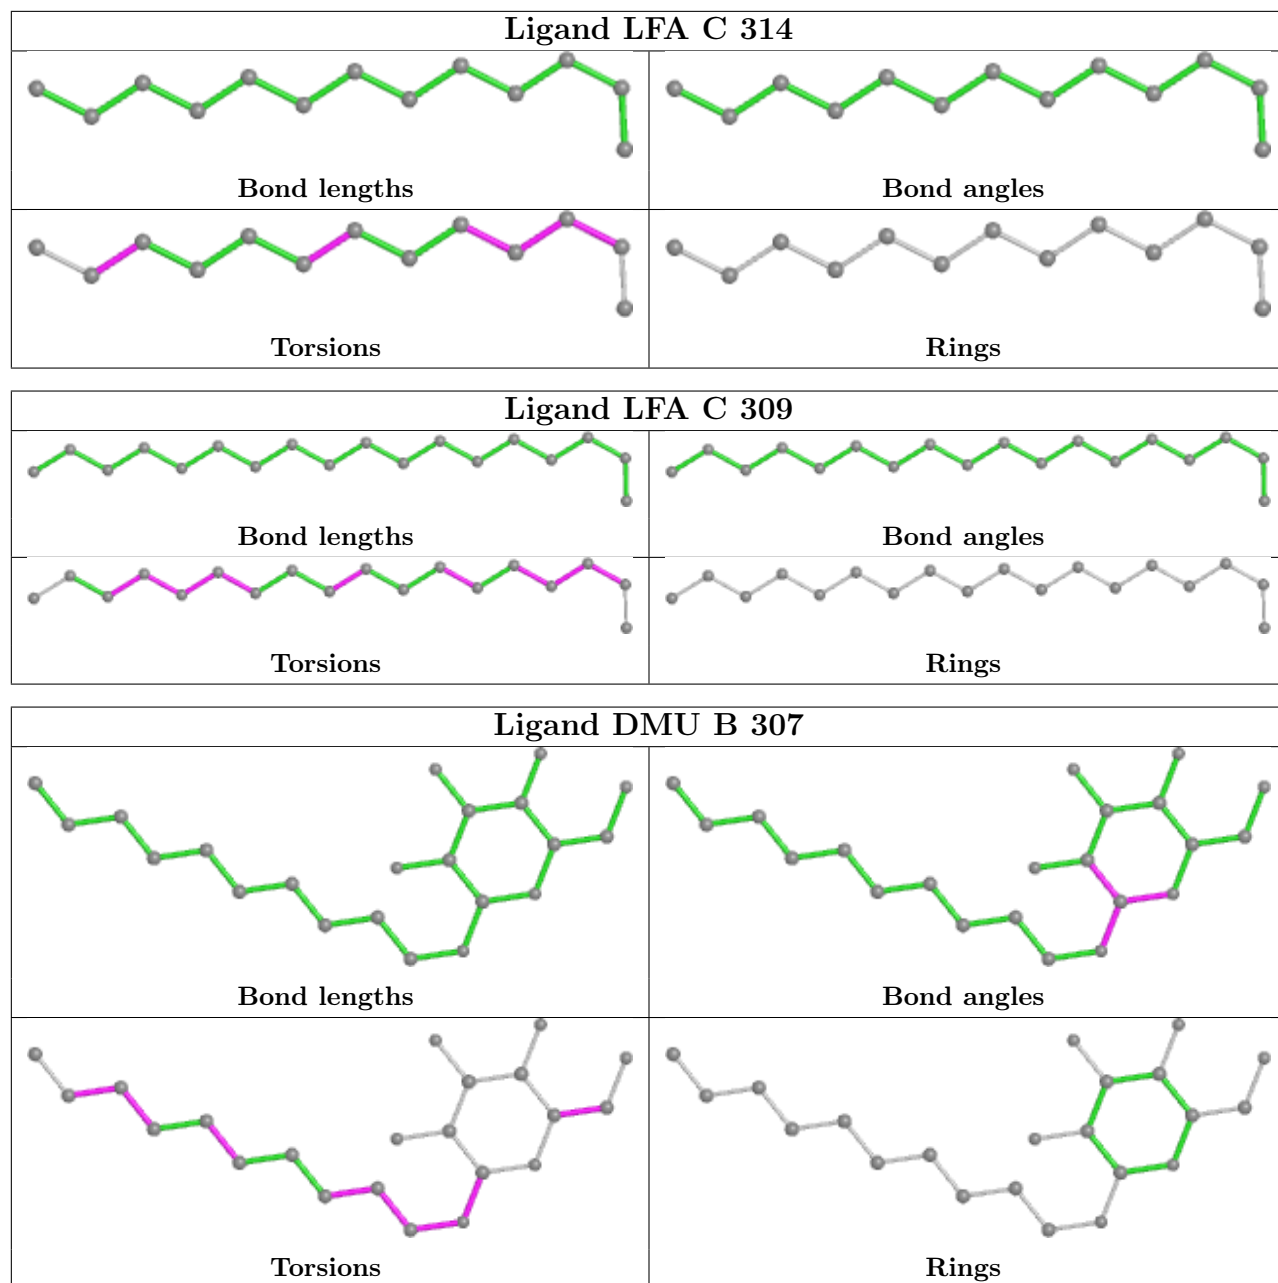 Ligand LFA C 314
Bond lengths
Bond angles
Torsions
Rings
Ligand LFA C 309
Bond lengths
Bond angles
Torsions
Rings
Ligand DMU B 307
Bond lengths
Bond angles
Torsions
Rings